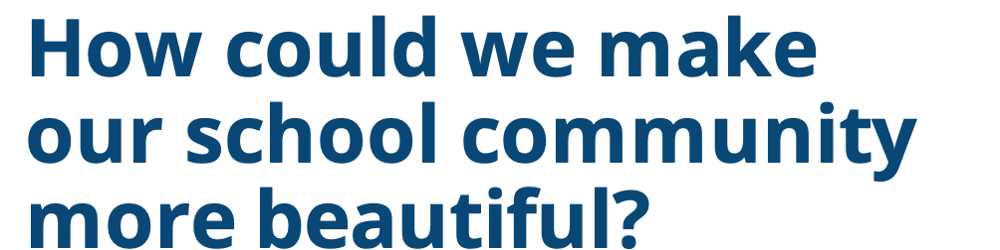 How could we make
our school community
more beautiful?